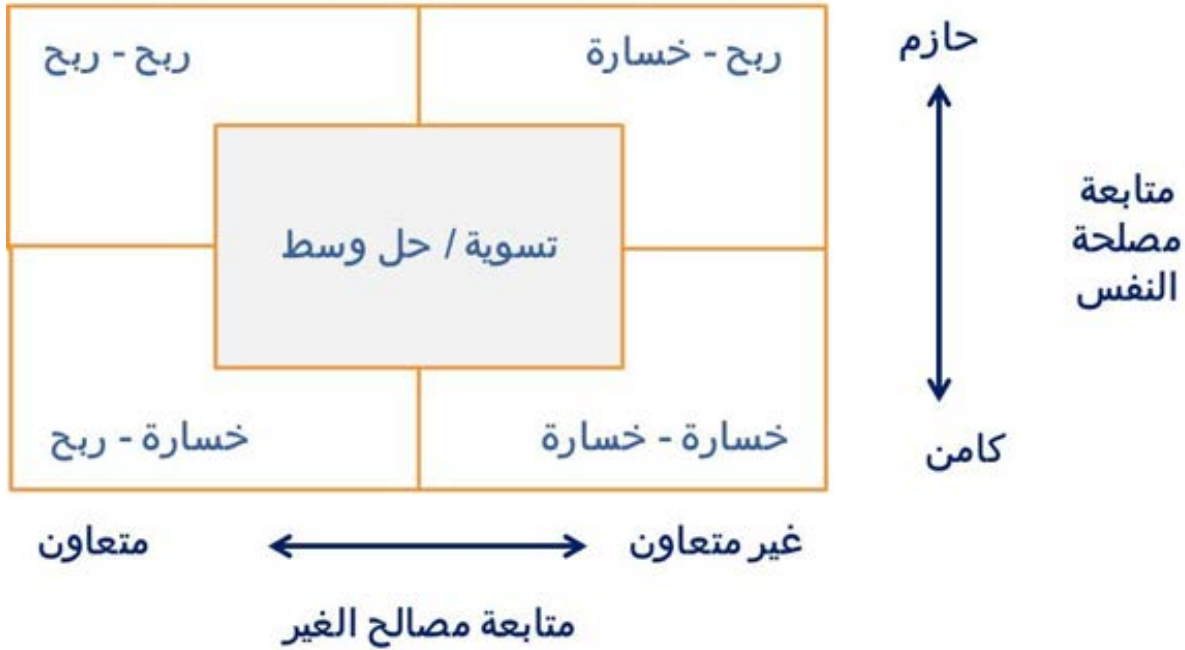 حازم
ربح - خسارة
ربح - ربح
متابعة
مصلحة
النفس
تسوية / حل وسط
كامن
خسارة - خسارة
خسارة - ربح
غير متعاون
متعاون
متابعة مصالح الغير